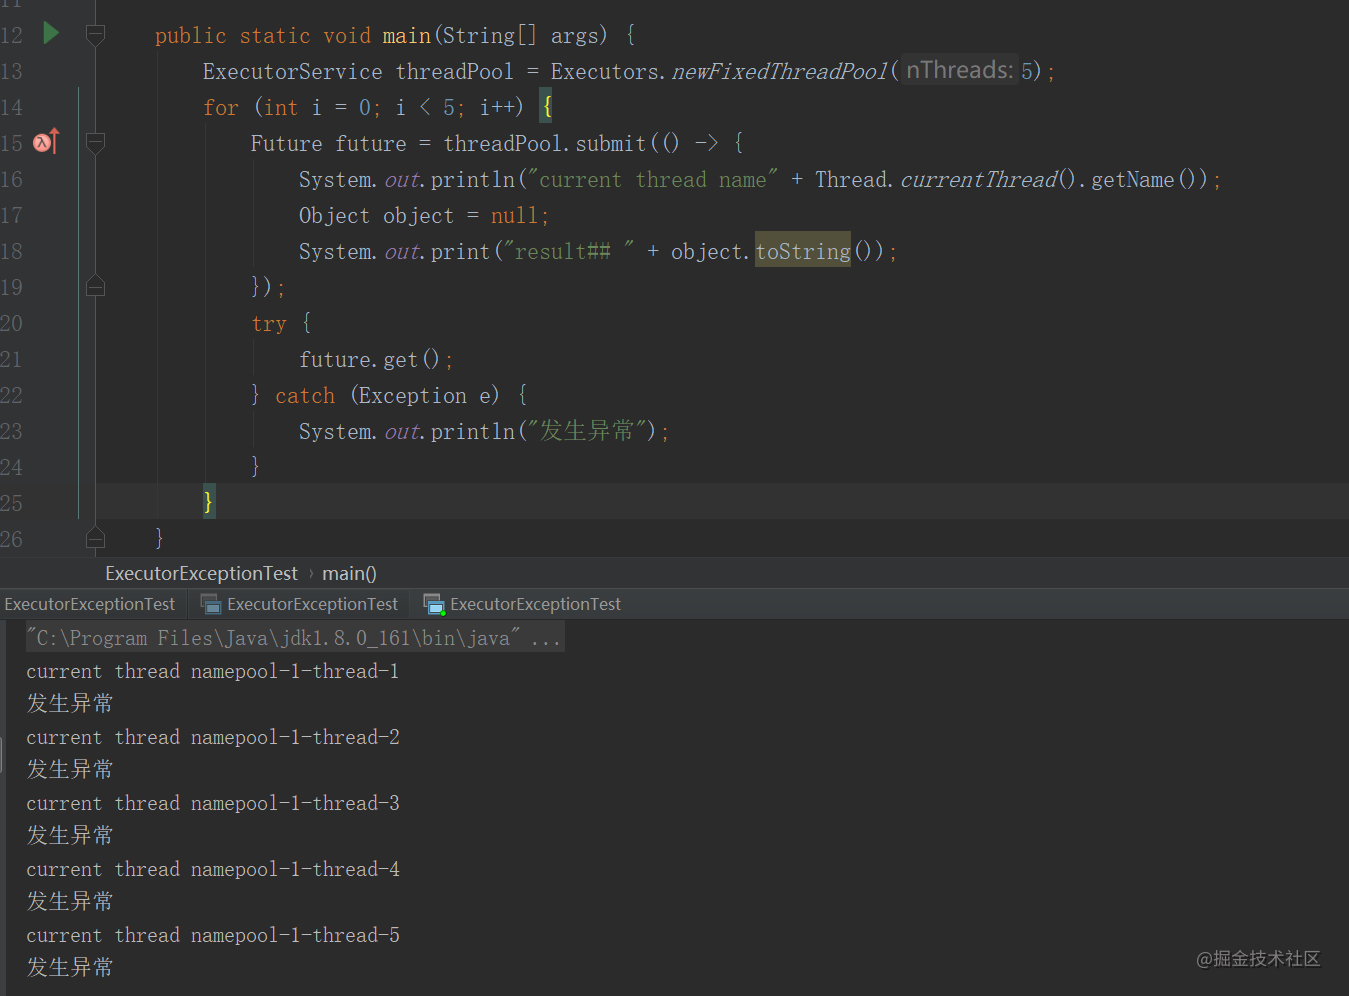 11
12 public static void main(String[] args) {
13 ExecutorService threadPool = Executors.newFixedThreadPool( nThreads: 5);
14 for (int i = 0; i < 5; i++) {
15 Future future = threadPool.submit(() -> {
16 System.out.println("current thread name" + Thread.currentThread().getName());
17 Object object = null;
18 System.out.print("result## " + object.toString());
19 });
20 try {
21 future.get();
22 } catch (Exception e) {
23 System.out.println("发生异常");
24 }
25 }
26 }
ExecutorExceptionTest › main()
ExecutorExceptionTest ExecutorExceptionTest ExecutorExceptionTest
"C:\Program Files\Java\jdk1.8.0_161\bin\java" ...
current thread namepool-1-thread-1
发生异常
current thread namepool-1-thread-2
发生异常
current thread namepool-1-thread-3
发生异常
current thread namepool-1-thread-4
发生异常
current thread namepool-1-thread-5
发生异常
@掘金技术社区